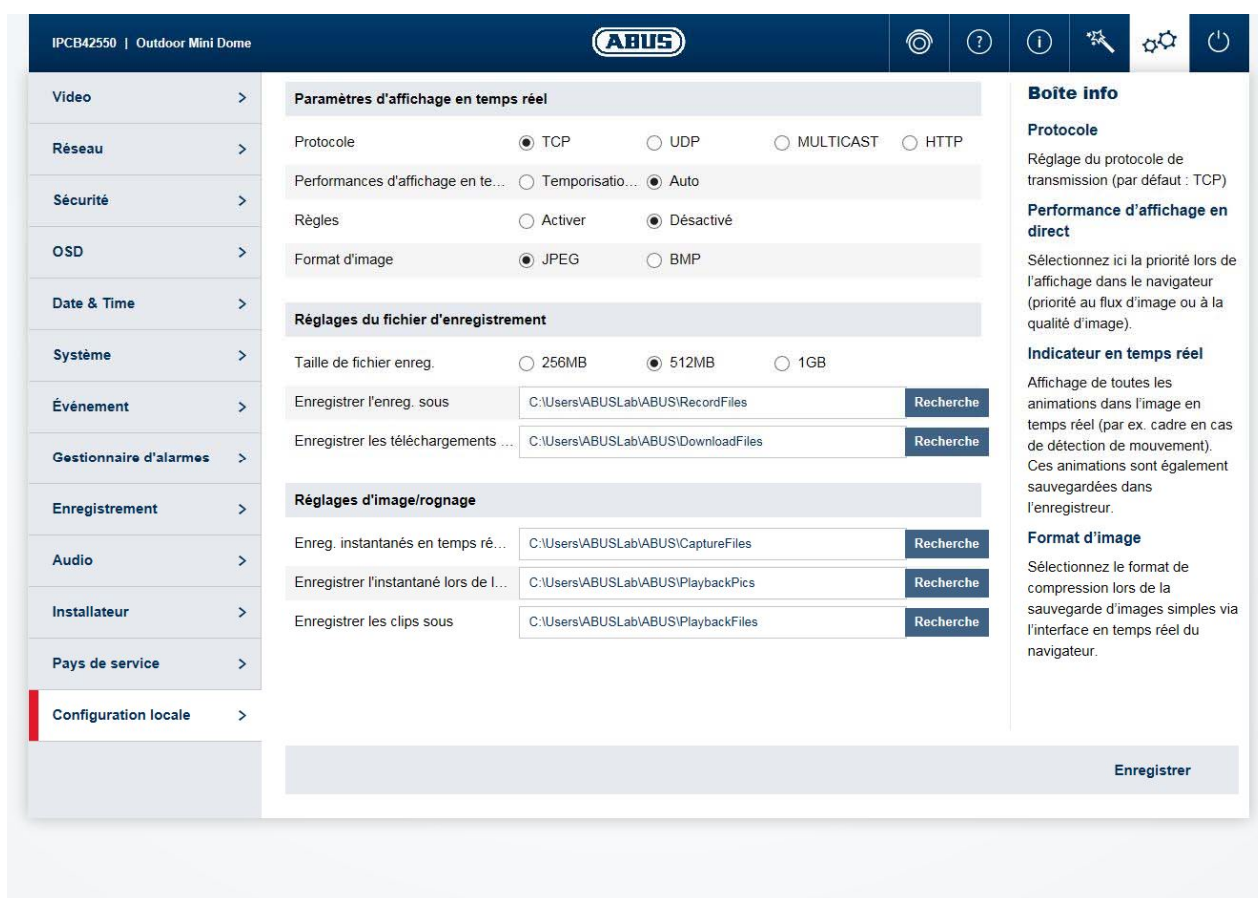 IPCB42550 | Outdoor Mini Dome
ABUS
Video
Réseau
Sécurité
OSD
Date & Time
Système
Événement
Gestionnaire d'alarmes
Enregistrement
Audio
Installateur
Pays de service
Configuration locale
Paramètres d'affichage en temps réel
Protocole TCP UDP MULTICAST HTTP
Performances d'affichage en te... Temporisatio... Auto
Règles Activer Désactivé
Format d'image JPEG BMP
Réglages du fichier d'enregistrement
Taille de fichier enreg. 256MB 512MB 1GB
Enregistrer l'enreg. sous C:\Users\ABUSLab\ABUS\RecordFiles Recherche
Enregistrer les téléchargements ... C:\Users\ABUSLab\ABUS\DownloadFiles Recherche
Réglages d'image/rognage
Enreg. instantanés en temps ré... C:\Users\ABUSLab\ABUS\CaptureFiles Recherche
Enregistrer l'instantané lors de l... C:\Users\ABUSLab\ABUS\PlaybackPics Recherche
Enregistrer les clips sous C:\Users\ABUSLab\ABUS\PlaybackFiles Recherche
Boîte info
Protocole
Réglage du protocole de
transmission (par défaut : TCP)
Performance d’affichage en
direct
Sélectionnez ici la priorité lors de
l’affichage dans le navigateur
(priorité au flux d’image ou à la
qualité d’image).
Indicateur en temps réel
Affichage de toutes les
animations dans l’image en
temps réel (par ex. cadre en cas
de détection de mouvement).
Ces animations sont également
sauvegardées dans
l’enregistreur.
Format d’image
Sélectionnez le format de
compression lors de la
sauvegarde d’images simples via
l’interface en temps réel du
navigateur.
Enregistrer